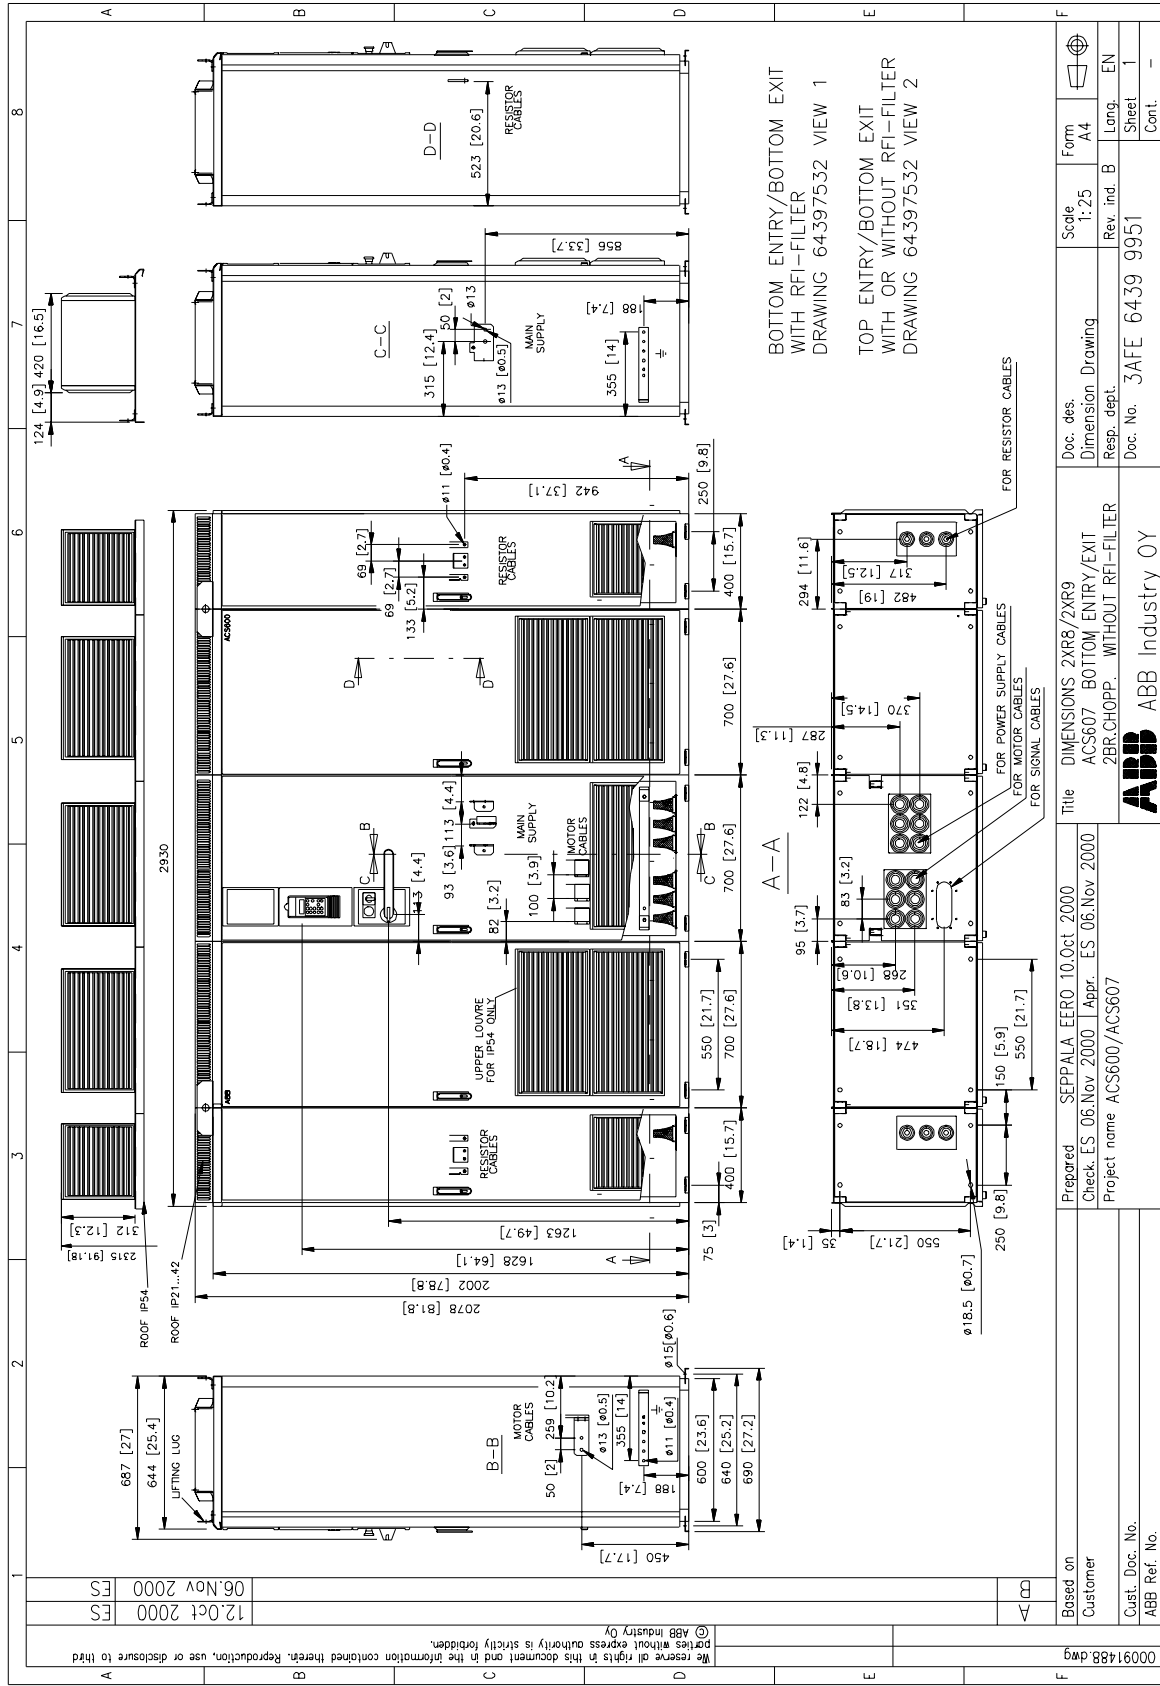 1
2
3
4
5
6
7
8
A
B
C
D
E
F
A
B
C
D
E
F
687 [27]
644 [25.4]
LIFTING LUG
B-B
MOTOR
CABLES
50 [2]
259 [10.2]
ø13 [ø0.5]
355 [14]
ø11 [ø0.4]
188 [7.4]
450 [17.7]
600 [23.6]
640 [25.2]
690 [27.2]
ø15[ø0.6]
ROOF IP54
ROOF IP21...42
2315 [91.18]
312 [12.3]
2930
2078 [81.8]
2002 [78.8]
1628 [64.1]
1263 [49.7]
A
A
ABB
ACS600
RESISTOR
CABLES
UPPER LOUVRE
FOR IP54 ONLY
B
C
113 [4.4]
93 [3.6]
113 [4.4]
82 [3.2]
100 [3.9]
MAIN
SUPPLY
MOTOR
CABLES
B
C
D
D
133 [5.2]
69 [2.7]
69 [2.7]
ø11 [ø0.4]
RESISTOR
CABLES
942 [37.1]
75 [3]
400 [15.7]
550 [21.7]
700 [27.6]
700 [27.6]
700 [27.6]
400 [15.7]
250 [9.8]
124 [4.9]
420 [16.5]
C-C
315 [12.4]
50 [2]
ø13
ø13 [ø0.5]
MAIN
SUPPLY
856 [33.7]
355 [14]
188 [7.4]
D-D
523 [20.6]
RESISTOR
CABLES
A-A
35 [1.4]
550 [21.7]
ø18.5 [ø0.7]
250 [9.8]
150 [5.9]
550 [21.7]
474 [18.7]
351 [13.8]
268 [10.6]
95 [3.7]
83 [3.2]
122 [4.8]
287 [11.3]
370 [14.5]
294 [11.6]
317 [12.5]
482 [19]
FOR POWER SUPPLY CABLES
FOR MOTOR CABLES
FOR SIGNAL CABLES
FOR RESISTOR CABLES
BOTTOM ENTRY/BOTTOM EXIT
WITH RFI-FILTER
DRAWING 64397532 VIEW 1
TOP ENTRY/BOTTOM EXIT
WITH OR WITHOUT RFI-FILTER
DRAWING 64397532 VIEW 2
B 06.Nov 2000 ES
A 12.Oct 2000 ES
We reserve all rights in this document and in the information contained therein. Reproduction, use or disclosure to third
parties without express authority is strictly forbidden.
© ABB Industry Oy
00091488.dwg
Based on
Customer
Cust. Doc. No.
ABB Ref. No.
Prepared SEPPALA EERO 10.Oct 2000
Check. ES 06.Nov 2000 Appr. ES 06.Nov 2000
Project name ACS600/ACS607
Title DIMENSIONS 2XR8/2XR9
ACS607 BOTTOM ENTRY/EXIT
2BR.CHOPP. WITHOUT RFI-FILTER
ABB ABB Industry OY
Doc. des.
Dimension Drawing
Resp. dept.
Doc. No. 3AFE 6439 9951
Scale
1:25
Form
A4
Rev. ind. B
Lang. EN
Sheet 1
Cont. -